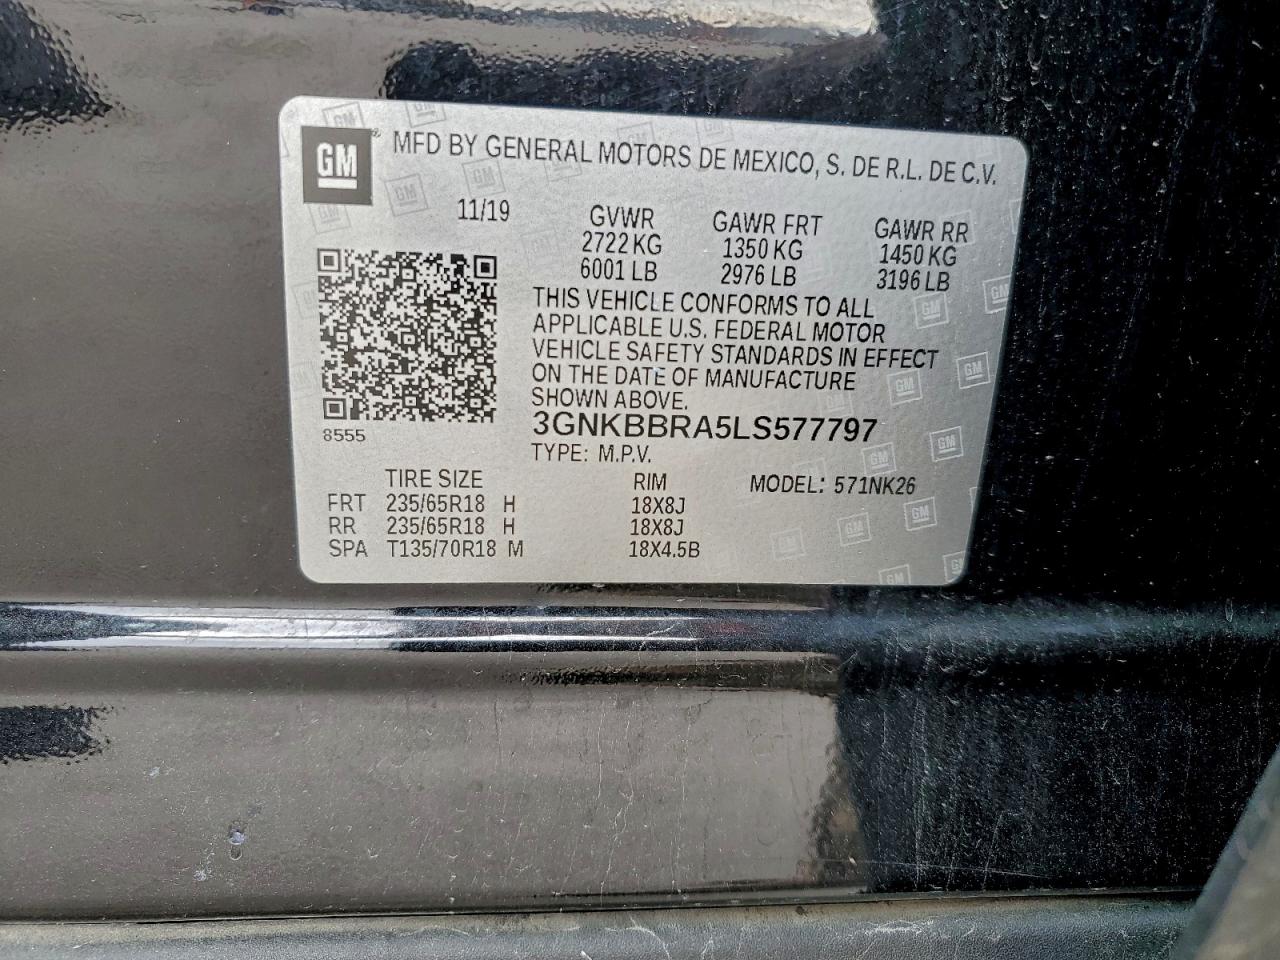 GM
MFD BY GENERAL MOTORS DE MEXICO, S. DE R.L. DE C.V.
11/19
GVWR GAWR FRT GAWR RR
2722 KG 1350 KG 1450 KG
6001 LB 2976 LB 3196 LB
THIS VEHICLE CONFORMS TO ALL
APPLICABLE U.S. FEDERAL MOTOR
VEHICLE SAFETY STANDARDS IN EFFECT
ON THE DATE OF MANUFACTURE
SHOWN ABOVE.
3GNKBBRA5LS577797
8555
TYPE: M.P.V.
TIRE SIZE RIM MODEL: 571NK26
FRT 235/65R18 H 18X8J
RR 235/65R18 H 18X8J
SPA T135/70R18 M 18X4.5B